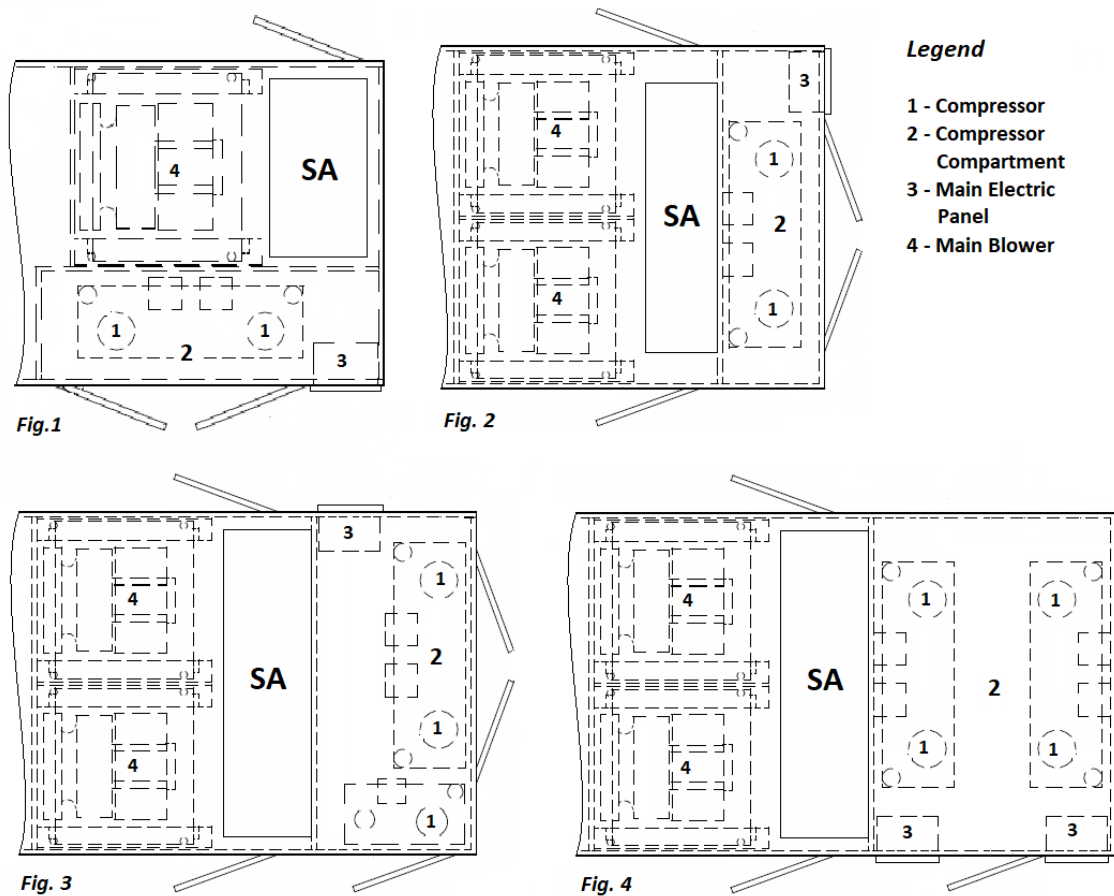 4
SA
1
2
1
3
Fig.1
4
4
SA
3
1
2
1
Fig. 2
Legend
1 - Compressor
2 - Compressor
Compartment
3 - Main Electric
Panel
4 - Main Blower
4
4
SA
3
1
2
1
1
Fig. 3
4
4
SA
1
1
2
1
1
3
3
Fig. 4